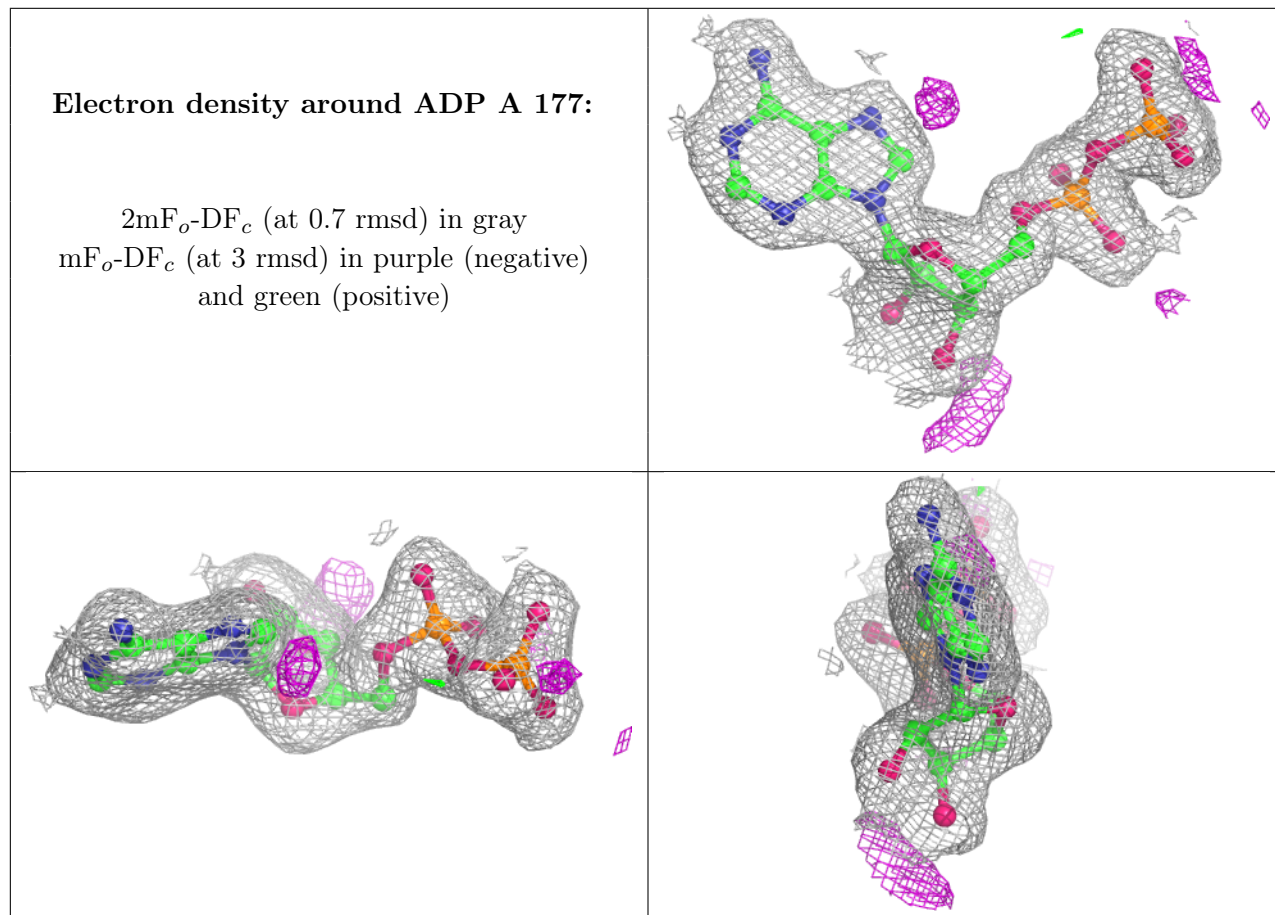 Electron density around ADP A 177:
2mFo-DFc (at 0.7 rmsd) in gray
mFo-DFc (at 3 rmsd) in purple (negative)
and green (positive)